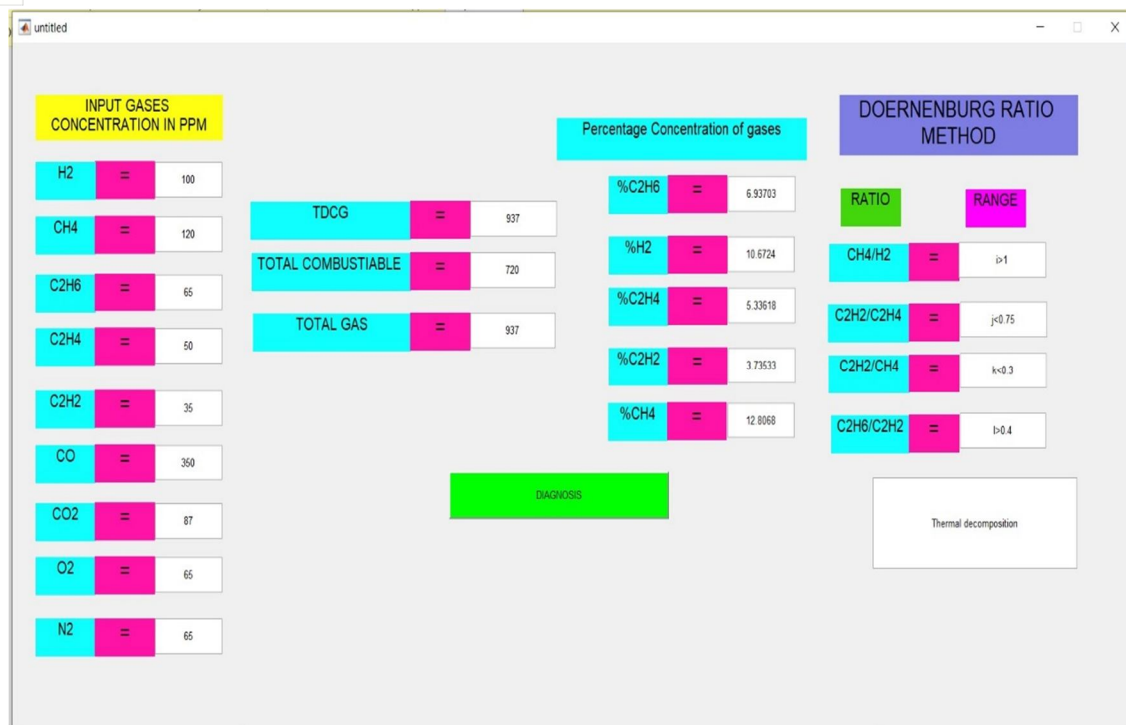 untitled
INPUT GASES
CONCENTRATION IN PPM
H2 = 100
CH4 = 120
C2H6 = 65
C2H4 = 50
C2H2 = 35
CO = 350
CO2 = 87
O2 = 65
N2 = 65
TDCG = 937
TOTAL COMBUSTIABLE = 720
TOTAL GAS = 937
DIAGNOSIS
Percentage Concentration of gases
%C2H6 = 6.93703
%H2 = 10.6724
%C2H4 = 5.33618
%C2H2 = 3.73533
%CH4 = 12.8068
DOERNENBURG RATIO
METHOD
RATIO RANGE
CH4/H2 = i>1
C2H2/C2H4 = j<0.75
C2H2/CH4 = k<0.3
C2H6/C2H2 = l>0.4
Thermal decomposition